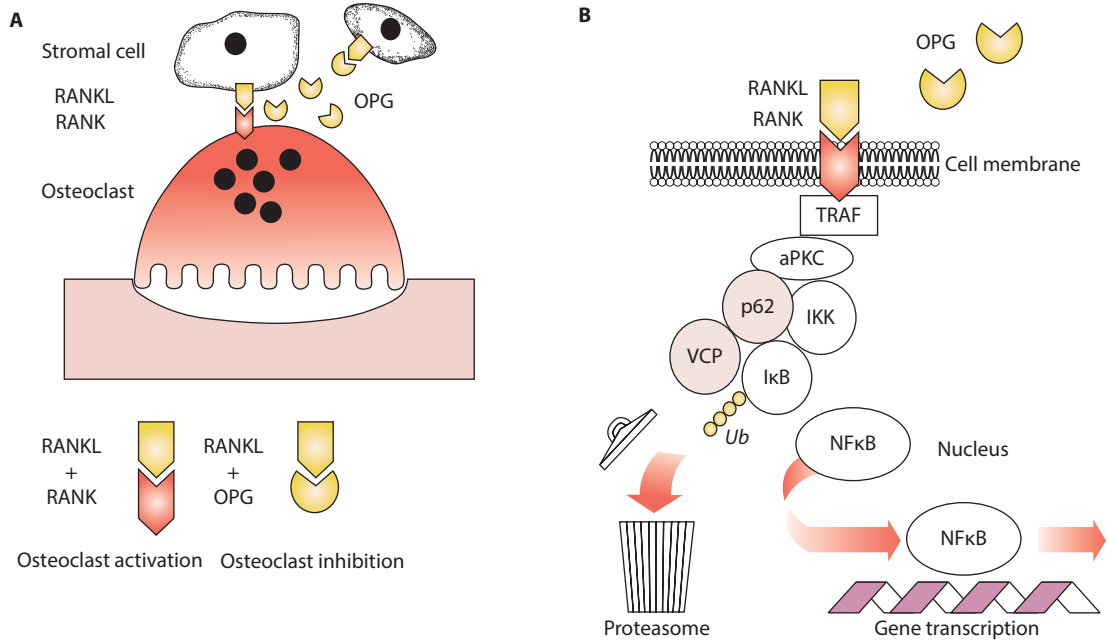 A
Stromal cell
RANKL
RANK
OPG
Osteoclast
RANKL
+
RANK
RANKL
+
OPG
Osteoclast activation
Osteoclast inhibition
B
OPG
RANKL
RANK
Cell membrane
TRAF
aPKC
p62
IKK
VCP
IκB
Ub
NFκB
Nucleus
NFκB
Proteasome
Gene transcription